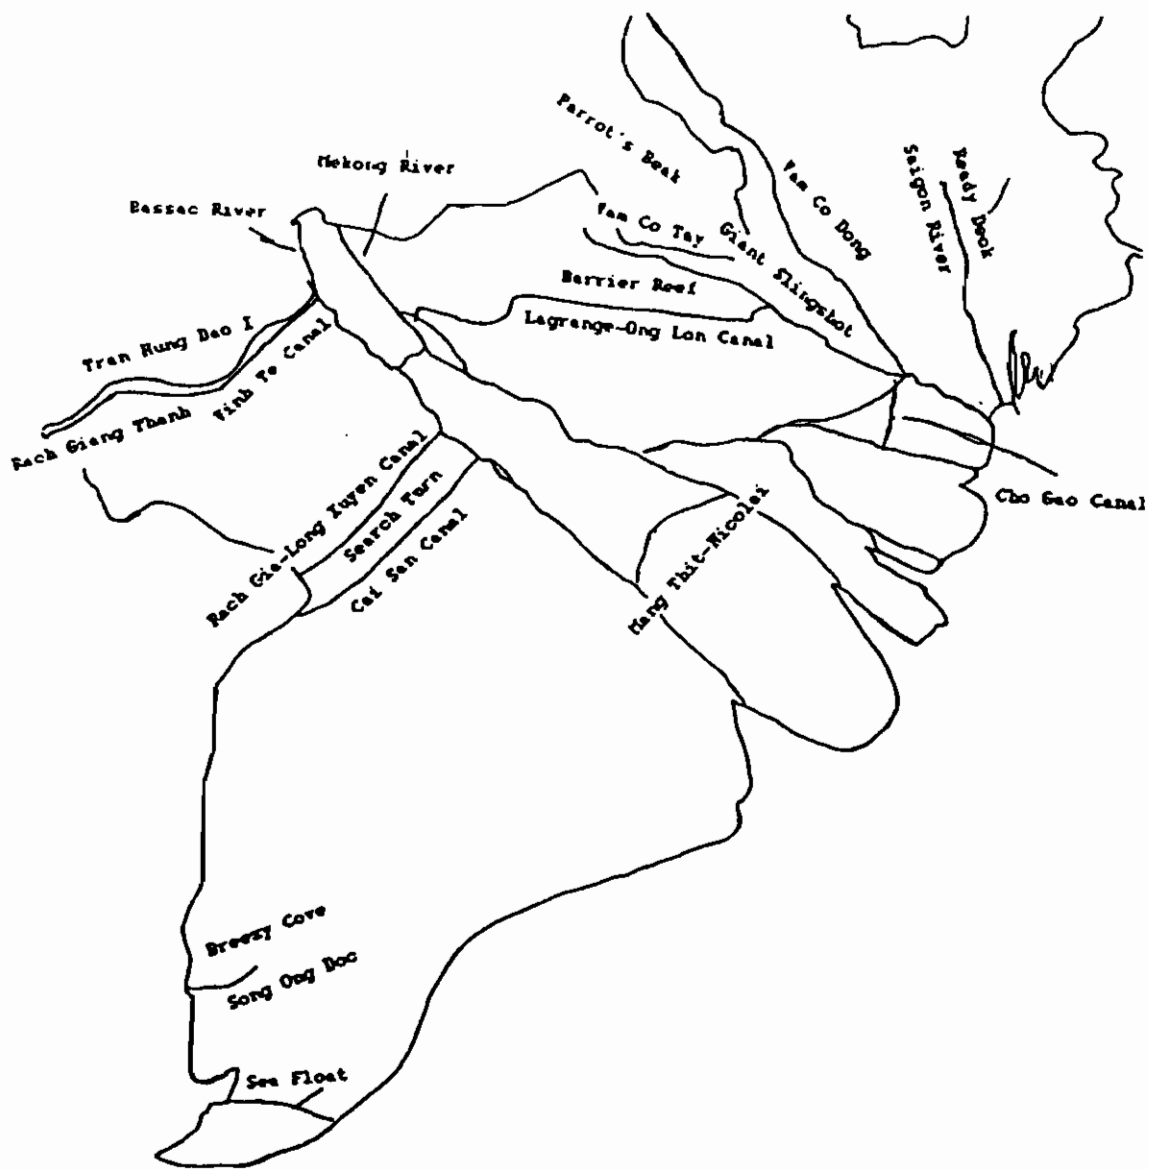 Parrot's Beak
Mekong River
Vam Co Dong
Ready Deck
Saigon River
Bassac River
Vam Co Tay
Giant Slingshot
Barrier Reef
Lagrange-Ong Lon Canal
Tran Hung Dao I
Vinh Te Canal
Rach Giang Thanh
Rach Gia-Long Xuyen Canal
Search Turn
Cai San Canal
Mang Thit-Nicolai
Cho Gao Canal
Breezy Cove
Song Ong Doc
Sea Float